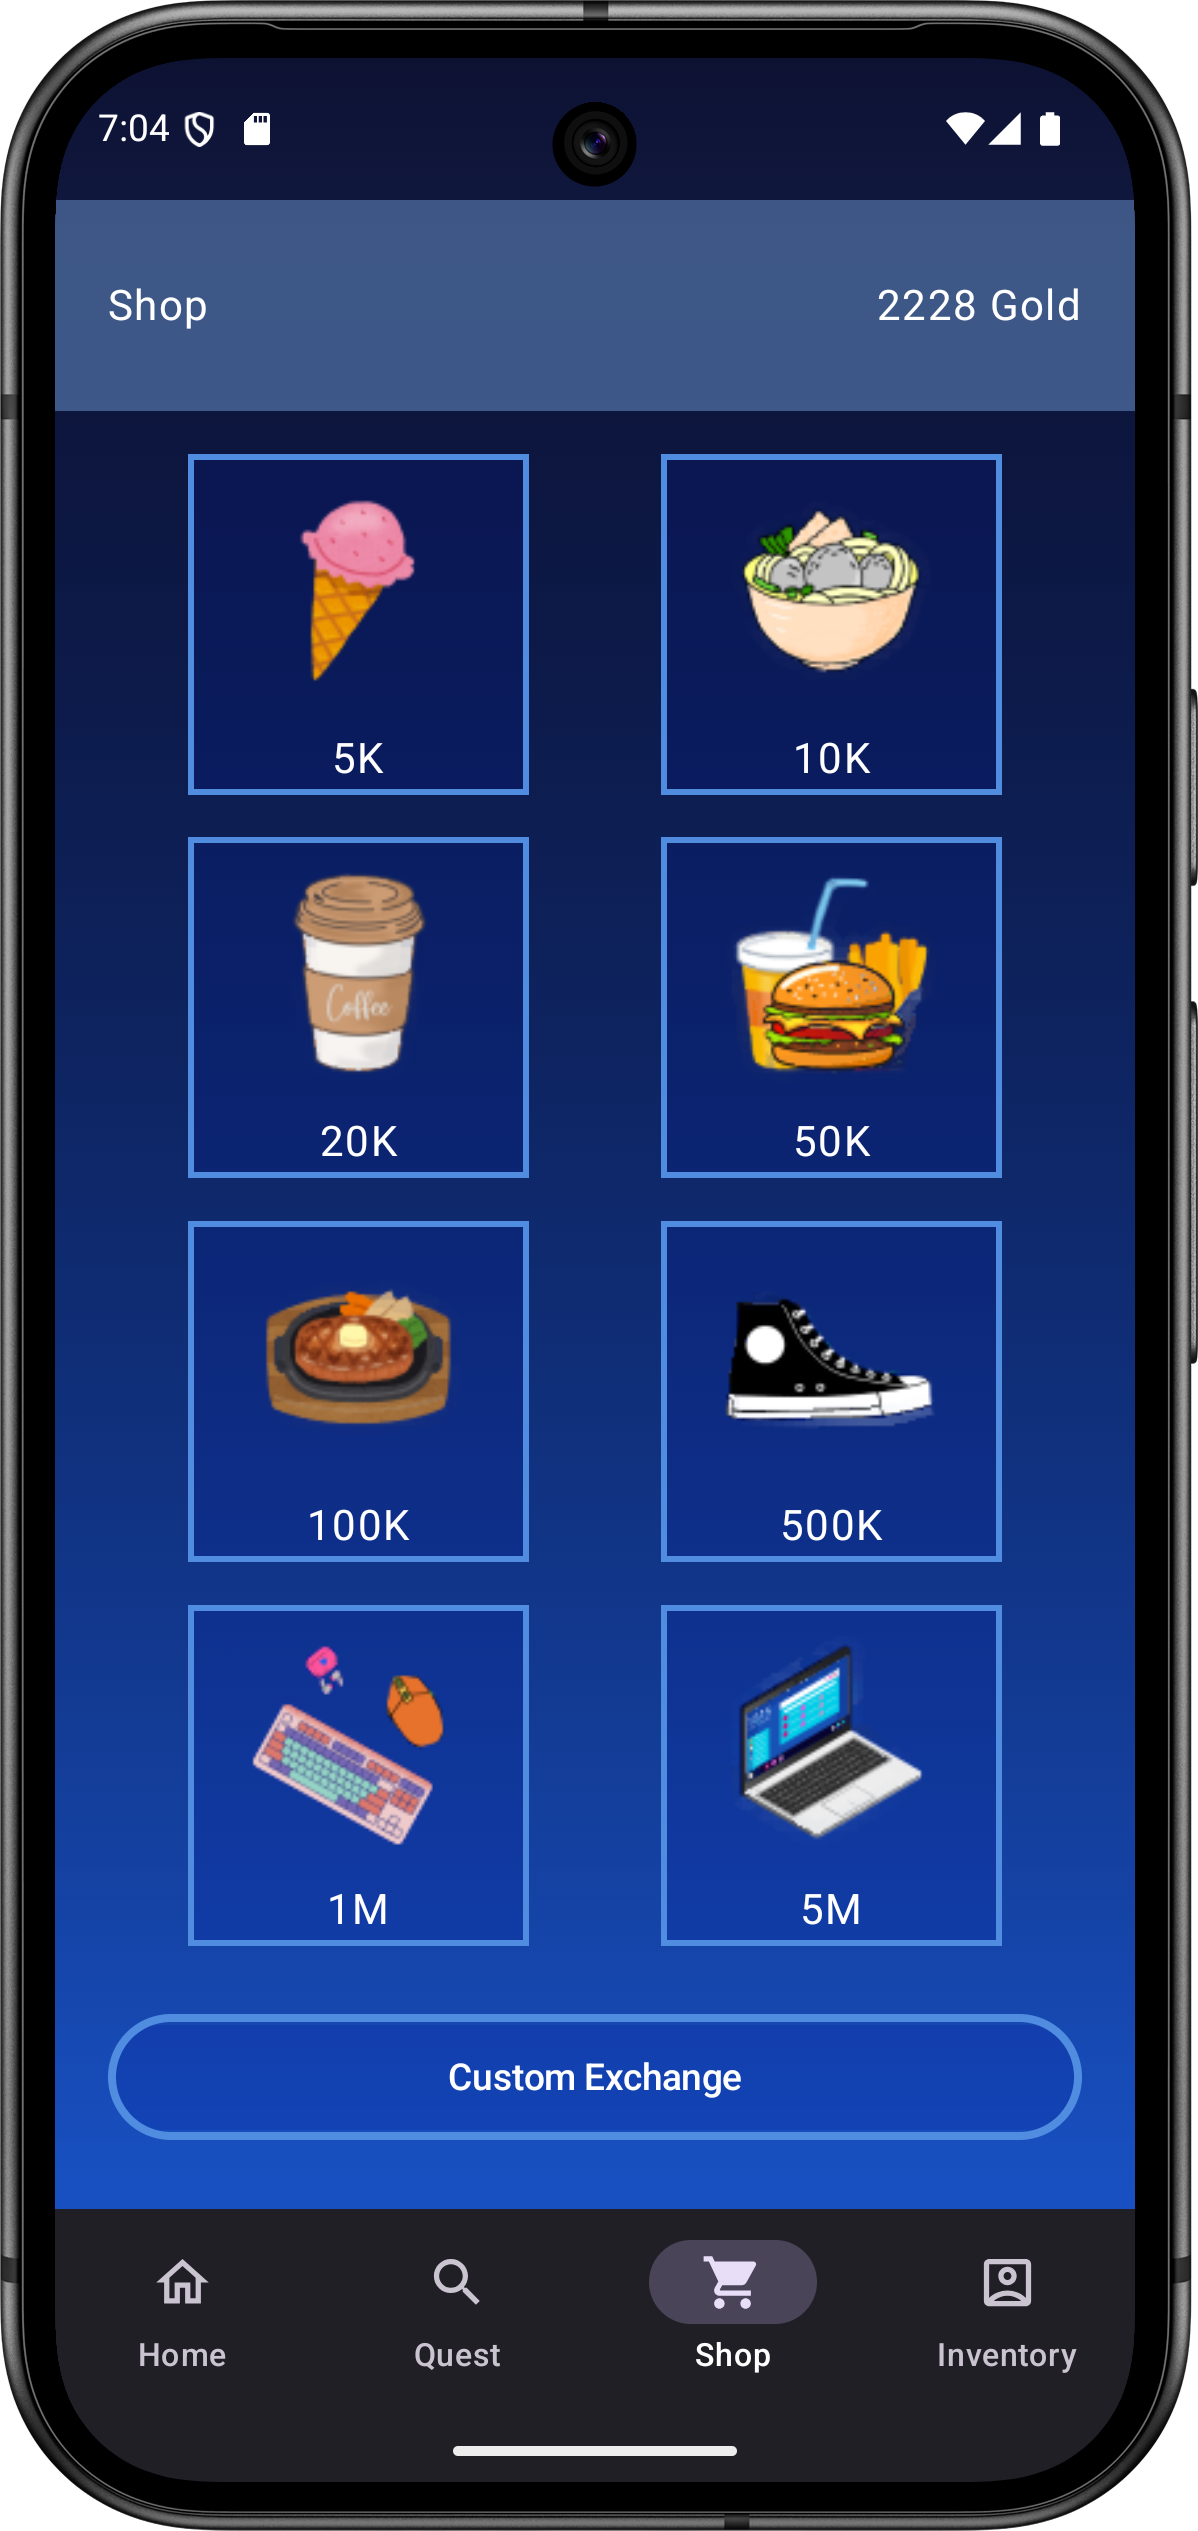 7:04
Shop 2228 Gold
5K 10K
Coffee
20K 50K
100K 500K
1M 5M
Custom Exchange
Home Quest Shop Inventory